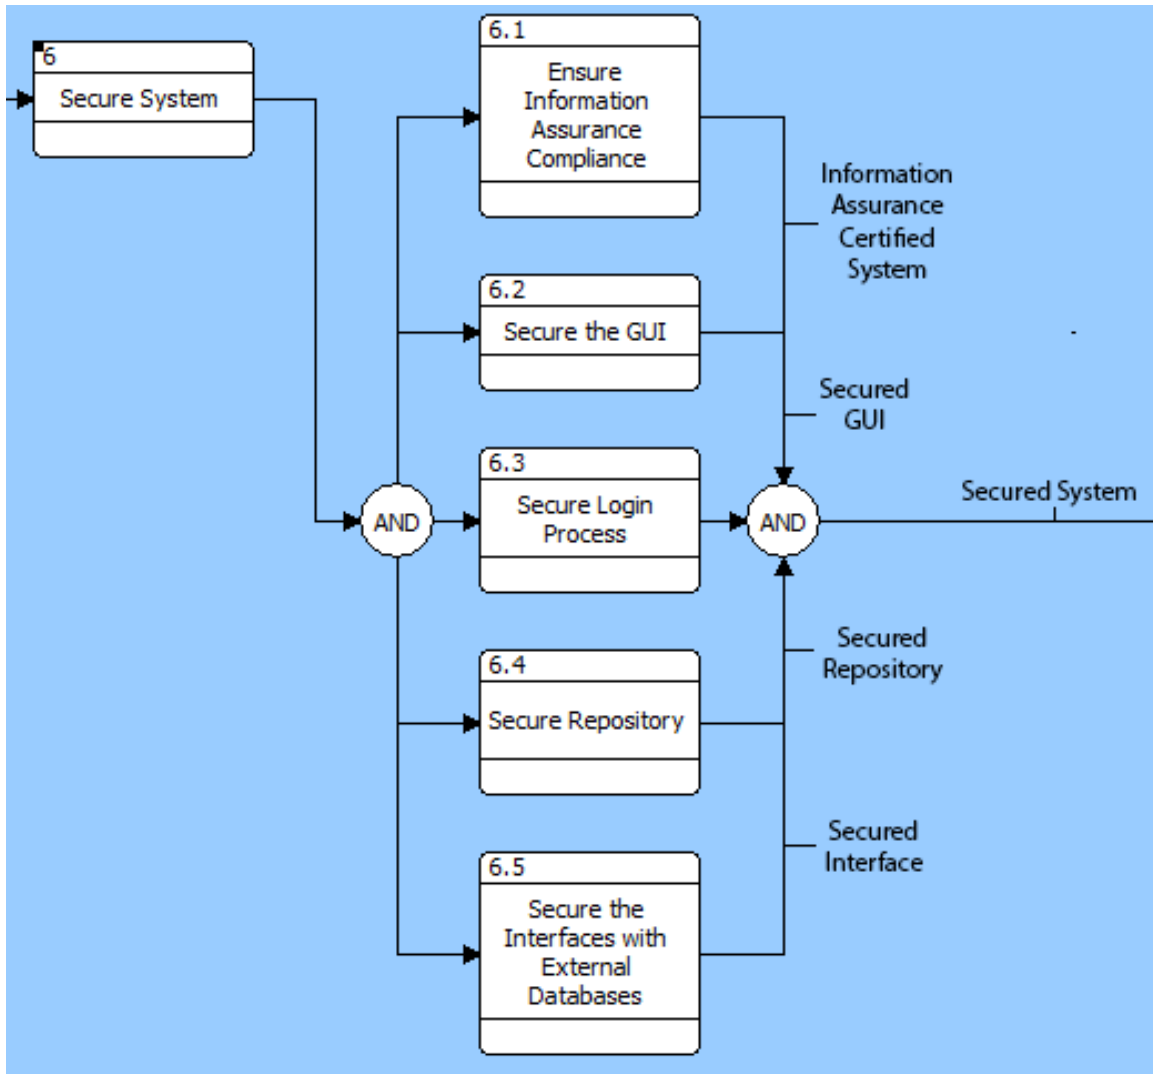 6
Secure System
6.1
Ensure
Information
Assurance
Compliance
Information
Assurance
Certified
System
6.2
Secure the GUI
Secured
GUI
6.3
Secure Login
Process
AND
AND
Secured System
6.4
Secure Repository
Secured
Repository
6.5
Secure the
Interfaces with
External
Databases
Secured
Interface